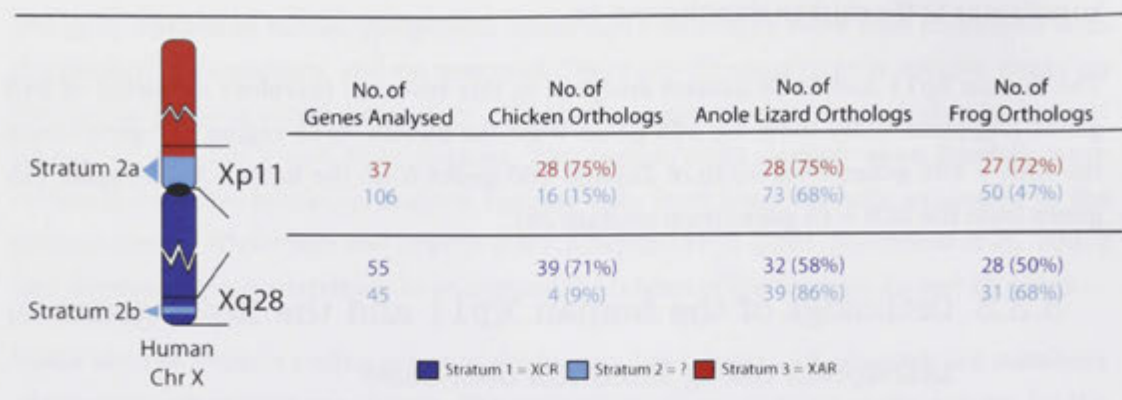 No. of Genes Analysed
No. of Chicken Orthologs
No. of Anole Lizard Orthologs
No. of Frog Orthologs
Stratum 2a
Xp11
37 28 (75%) 28 (75%) 27 (72%)
106 16 (15%) 73 (68%) 50 (47%)
55 39 (71%) 32 (58%) 28 (50%)
45 4 (9%) 39 (86%) 31 (68%)
Xq28
Stratum 2b
Human
Chr X
Stratum 1 = XCR Stratum 2 = ? Stratum 3 = XAR